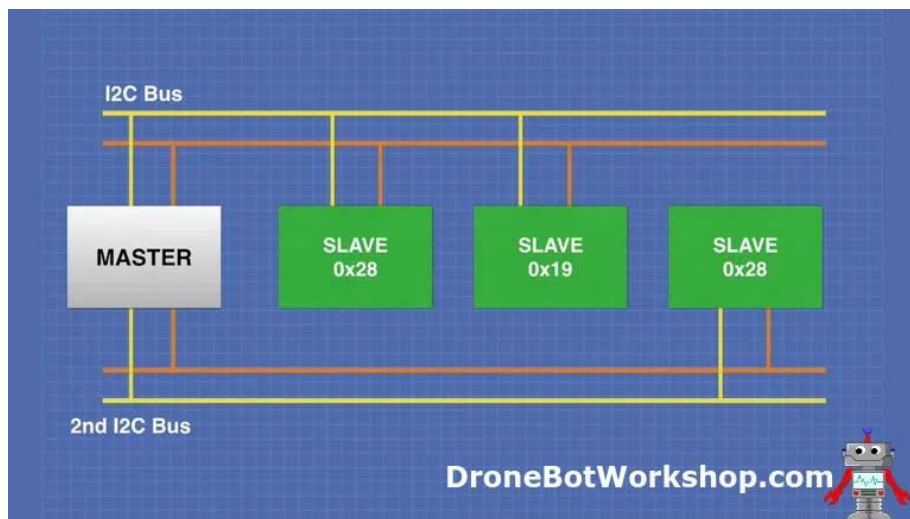 I2C Bus
MASTER
SLAVE
0x28
SLAVE
0x19
SLAVE
0x28
2nd I2C Bus
DroneBotWorkshop.com